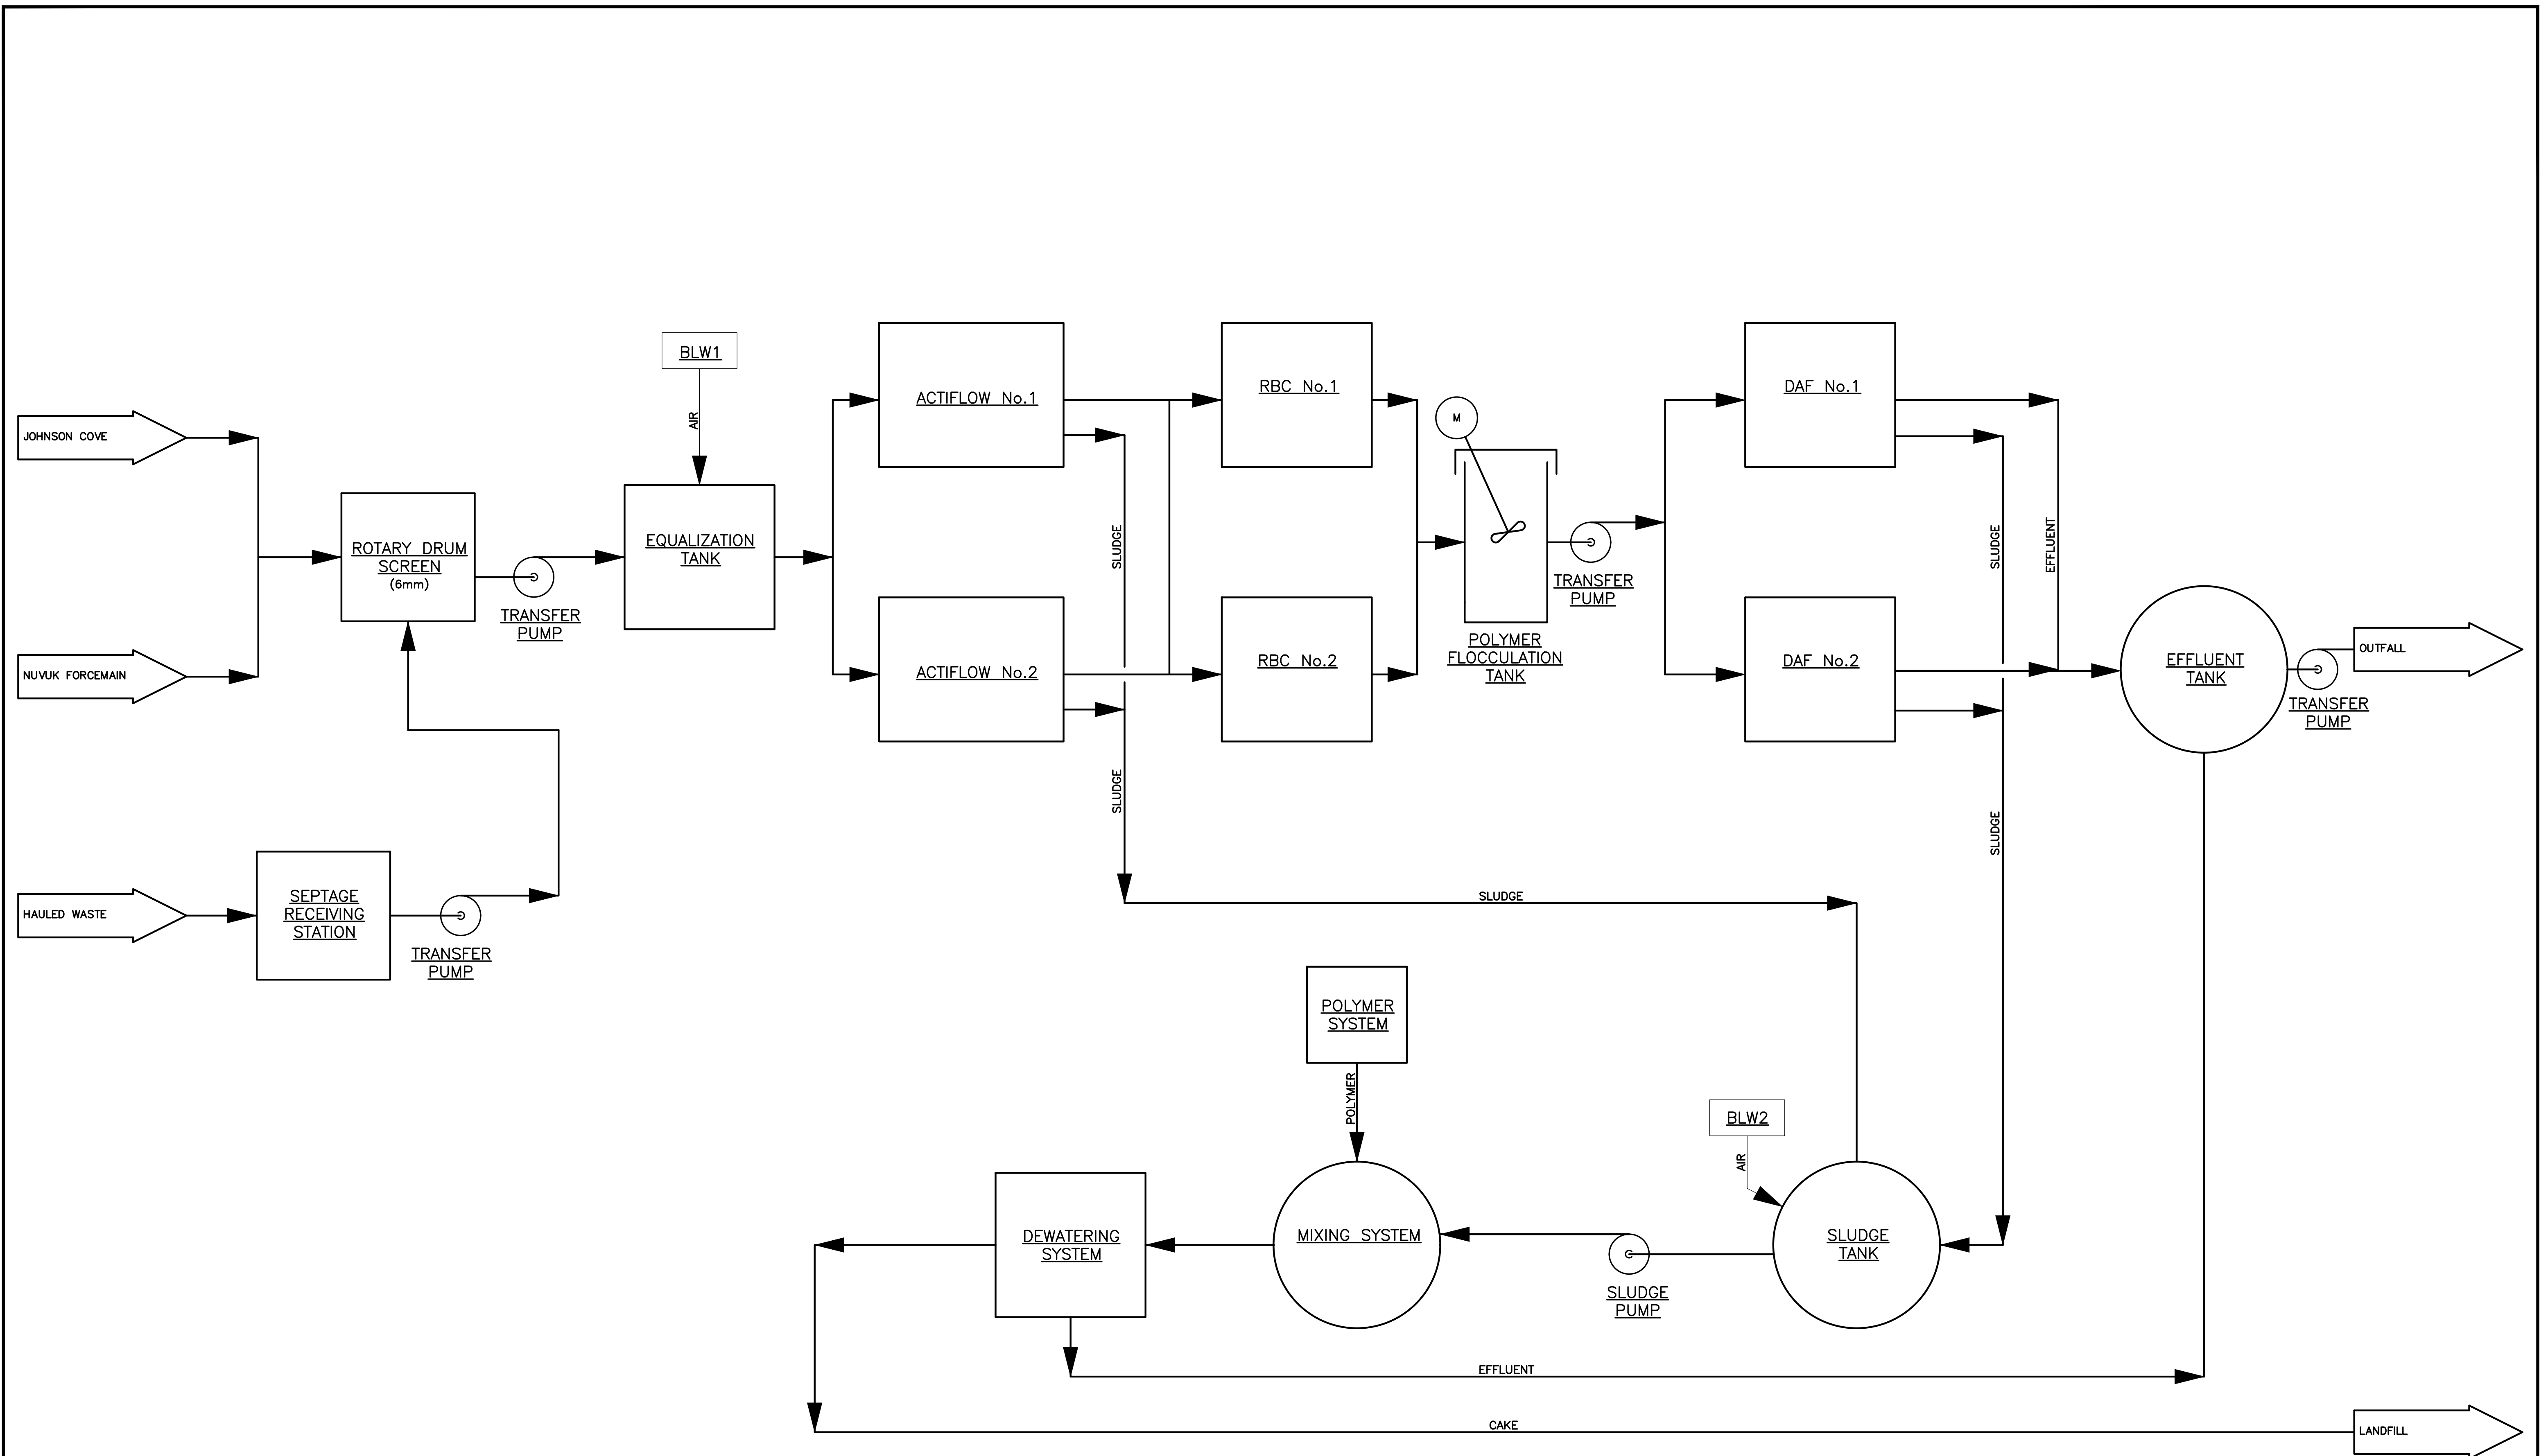 BLW1
AIR
JOHNSON COVE
ROTARY DRUM
SCREEN
(6mm)
TRANSFER
PUMP
EQUALIZATION
TANK
ACTIFLOW No.1
ACTIFLOW No.2
SLUDGE
SLUDGE
RBC No.1
RBC No.2
M
POLYMER
FLOCCULATION
TANK
TRANSFER
PUMP
DAF No.1
DAF No.2
SLUDGE
EFFLUENT
SLUDGE
EFFLUENT
TANK
TRANSFER
PUMP
OUTFALL
NUVUK FORCEMAIN
HAULED WASTE
SEPTAGE
RECEIVING
STATION
TRANSFER
PUMP
SLUDGE
POLYMER
SYSTEM
POLYMER
BLW2
AIR
DEWATERING
SYSTEM
MIXING SYSTEM
SLUDGE
PUMP
SLUDGE
TANK
EFFLUENT
CAKE
LANDFILL